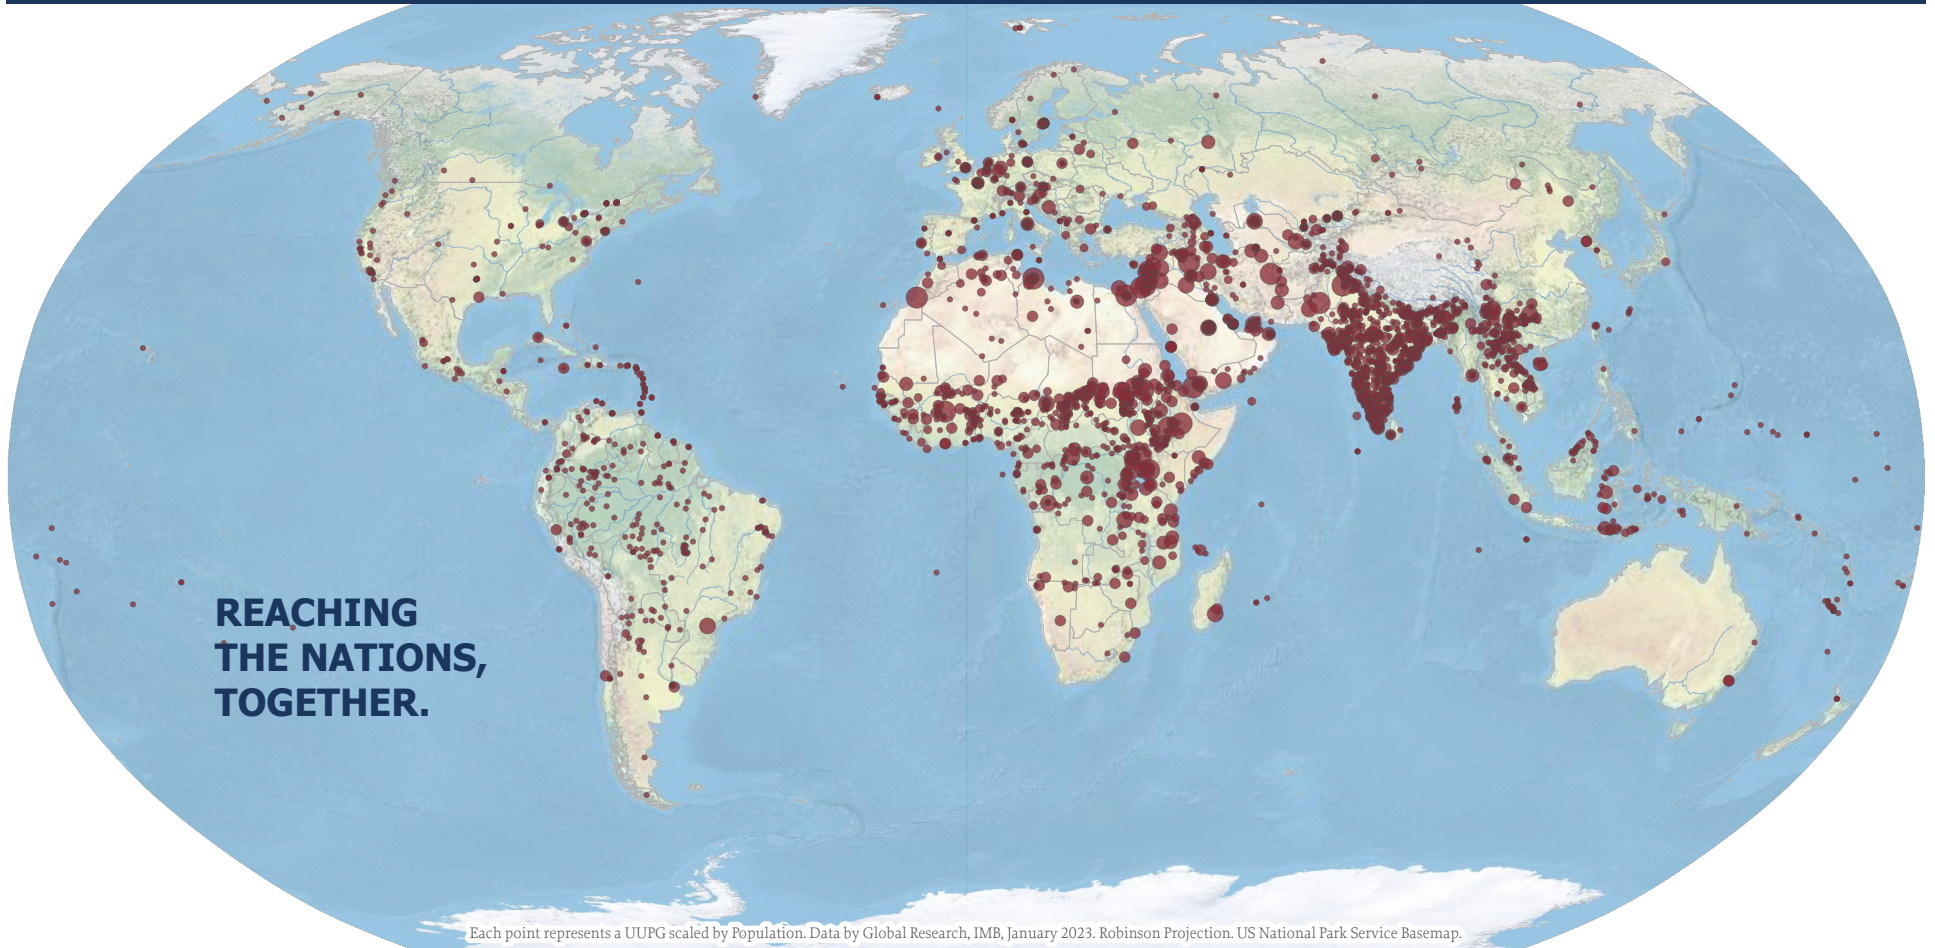 REACHING
THE NATIONS,
TOGETHER.
Each point represents a UUPG scaled by Population. Data by Global Research, IMB, January 2023. Robinson Projection. US National Park Service Basemap.